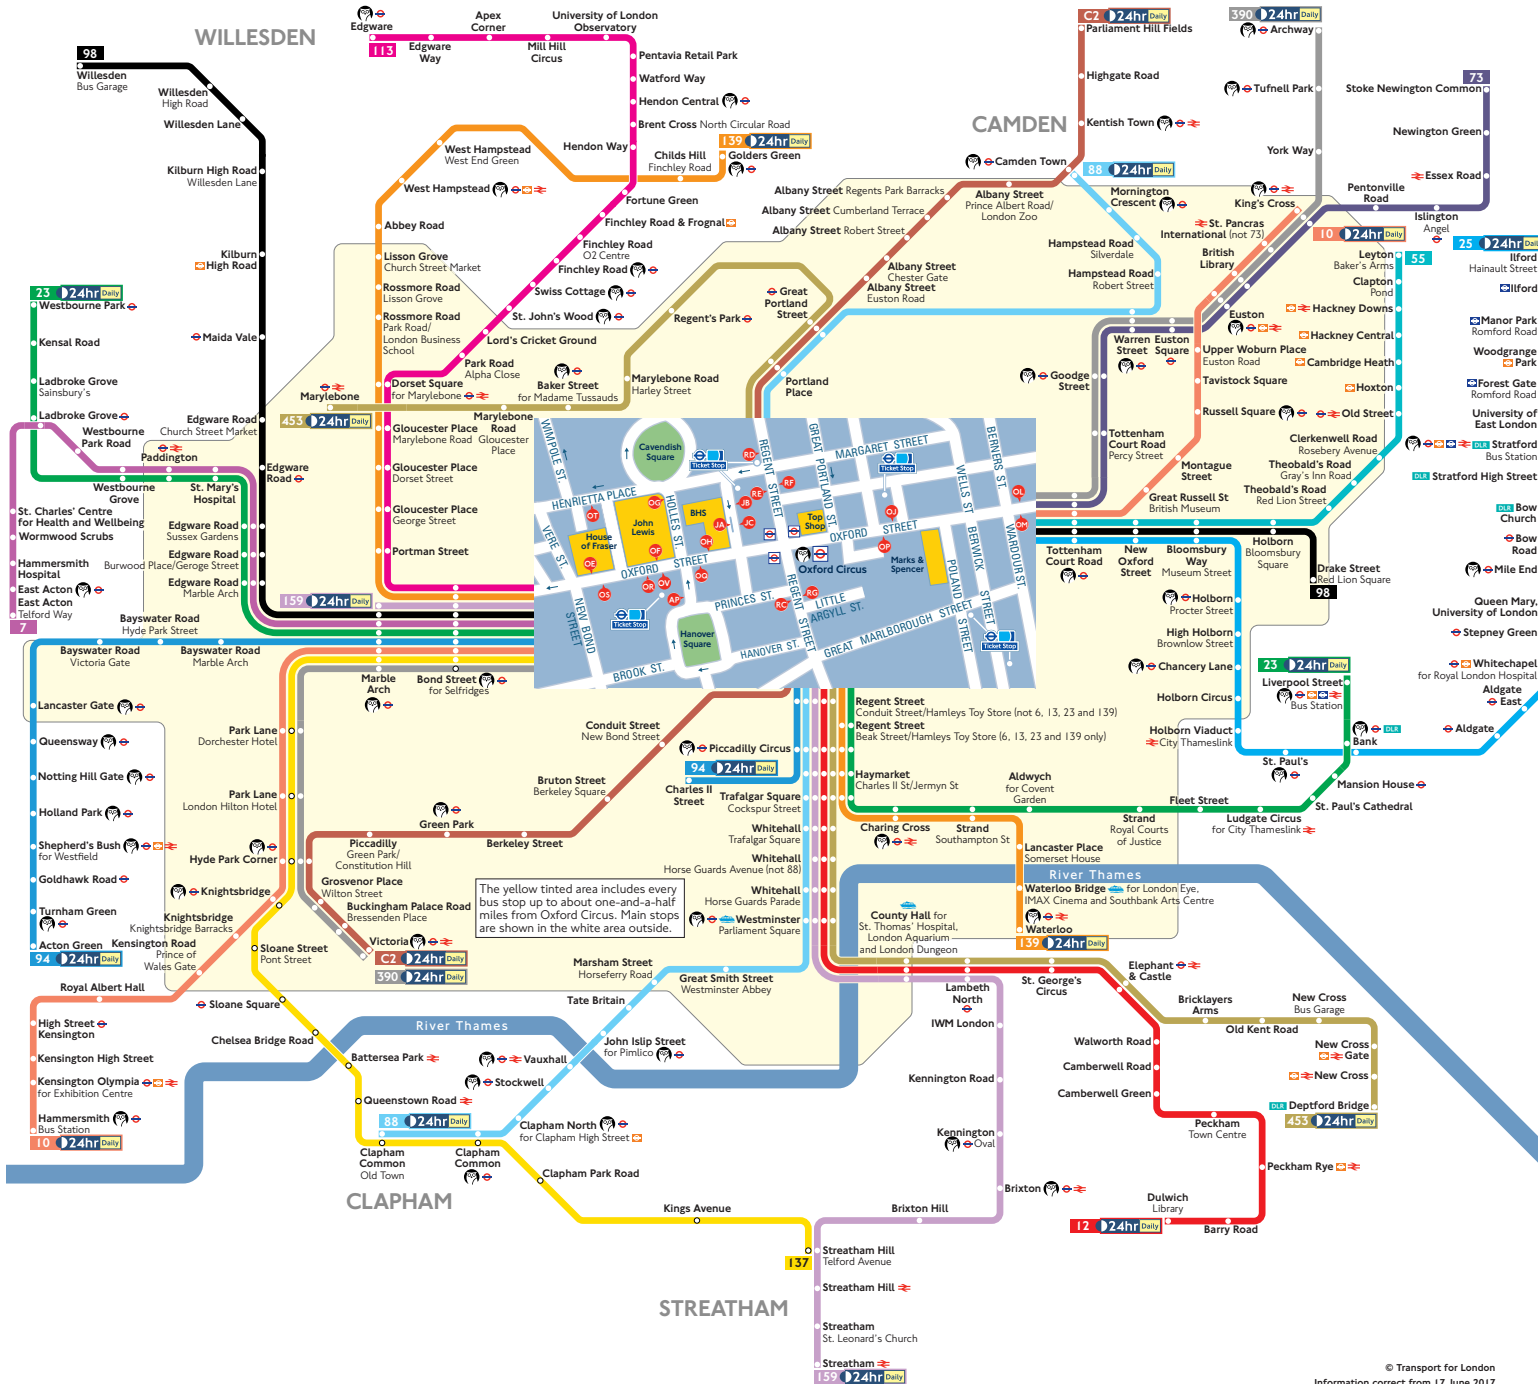 WILLESDEN
98
Willesden
Bus Garage
Willesden
High Road
Willesden Lane
Kilburn High Road
Willesden Lane
Kilburn
High Road
Maida Vale
Edgware Road
Church Street Market
Edgware
Road
Edgware
113
Edgware
Way
Apex
Corner
Mill Hill
Circus
University of London
Observatory
Pentavia Retail Park
Watford Way
Hendon Central
Brent Cross North Circular Road
Hendon Way
139 24hr Daily
Golders Green
Childs Hill
Finchley Road
West Hampstead
West End Green
West Hampstead
Fortune Green
Finchley Road & Frognal
Abbey Road
Finchley Road
O2 Centre
Finchley Road
Swiss Cottage
St. John's Wood
Lord's Cricket Ground
Park Road
Alpha Close
Lisson Grove
Church Street Market
Rossmore Road
Lisson Grove
Rossmore Road
Park Road/
London Business
School
Dorset Square
for Marylebone
Marylebone
453 24hr Daily
Gloucester Place
Marylebone Road
Gloucester Place
Dorset Street
Gloucester Place
George Street
Portman Street
Marylebone
Road
Gloucester
Place
Baker Street
for Madame Tussauds
Marylebone Road
Harley Street
Regent's Park
Great
Portland
Street
Portland
Place
CAMDEN
C2 24hr Daily
Parliament Hill Fields
Highgate Road
Kentish Town
Camden Town
88 24hr Daily
Mornington
Crescent
Hampstead Road
Silverdale
Hampstead Road
Robert Street
Albany Street Regents Park Barracks
Albany Street Cumberland Terrace
Albany Street Robert Street
Albany Street
Prince Albert Road/
London Zoo
Albany Street
Chester Gate
Albany Street
Euston Road
390 24hr Daily
Archway
Tufnell Park
York Way
King's Cross
St. Pancras
International (not 73)
British
Library
Euston
Warren
Street
Euston
Square
Goodge
Street
Tottenham
Court Road
Percy Street
73
Stoke Newington Common
Newington Green
Essex Road
Pentonville
Road
Islington
Angel
10 24hr Daily
Upper Woburn Place
Euston Road
Tavistock Square
Russell Square
Montague
Street
Great Russell St
British Museum
55
Leyton
Baker's Arms
Clapton
Pond
Hackney Downs
Hackney Central
Cambridge Heath
Hoxton
Old Street
Clerkenwell Road
Rosebery Avenue
Theobald's Road
Gray's Inn Road
Theobald's Road
Red Lion Street
25 24hr Daily
Ilford
Hainault Street
Ilford
Manor Park
Romford Road
Woodgrange
Park
Forest Gate
Romford Road
University of
East London
DLR Stratford
Bus Station
DLR Stratford High Street
DLR Bow
Church
Bow
Road
Mile End
Queen Mary,
University of London
Stepney Green
Whitechapel
for Royal London Hospital
Aldgate
East
Aldgate
23 24hr Daily
Westbourne Park
Kensal Road
Ladbroke Grove
Sainsbury's
Ladbroke Grove
Westbourne
Park Road
Paddington
Westbourne
Grove
St. Mary's
Hospital
St. Charles' Centre
for Health and Wellbeing
Wormwood Scrubs
Hammersmith
Hospital
East Acton
East Acton
Telford Way
7
Edgware Road
Sussex Gardens
Edgware Road
Burwood Place/Geroge Street
Edgware Road
Marble Arch
159 24hr Daily
Bayswater Road
Hyde Park Street
Bayswater Road
Victoria Gate
Bayswater Road
Marble Arch
Marble
Arch
Bond Street
for Selfridges
WIMPOLE ST.
Cavendish
Square
Ticket Stop
RD
REGENT STREET
GREAT PORTLAND ST.
MARGARET STREET
Ticket Stop
WELLS ST.
BERNERS ST.
HENRIETTA PLACE
VERE ST.
HOLLES ST.
OT
OC
John
Lewis
BHS
House
of Fraser
OE
OF
JA
JB
JC
RE
RF
OH
Top
Shop
OJ
OL
OM
OP
OXFORD STREET
OXFORD STREET
Oxford Circus
Marks &
Spencer
BERWICK STREET
WARDOUR ST.
POLAND STREET
OS
OR
OV
OQ
AP
Ticket Stop
NEW BOND STREET
PRINCES ST.
REGENT STREET
RC
RG
LITTLE
ARGYLL ST.
Hanover
Square
HANOVER ST.
GREAT MARLBOROUGH STREET
BROOK ST.
Ticket Stop
Tottenham
Court Road
New
Oxford
Street
Bloomsbury
Way
Museum Street
Holborn
Bloomsbury
Square
Drake Street
Red Lion Square
98
Holborn
Procter Street
High Holborn
Brownlow Street
Chancery Lane
Holborn Circus
Holborn Viaduct
City Thameslink
St. Paul's
23 24hr Daily
Liverpool Street
Bus Station
DLR
Bank
Mansion House
St. Paul's Cathedral
Ludgate Circus
for City Thameslink
Fleet Street
Strand
Royal Courts
of Justice
Aldwych
for Covent
Garden
Lancaster Gate
Queensway
Notting Hill Gate
Holland Park
Shepherd's Bush
for Westfield
Goldhawk Road
Turnham Green
Acton Green
94 24hr Daily
Park Lane
Dorchester Hotel
Park Lane
London Hilton Hotel
Hyde Park Corner
Knightsbridge
Knightsbridge
Knightsbridge Barracks
Kensington Road
Prince of
Wales Gate
Royal Albert Hall
High Street
Kensington
Kensington High Street
Kensington Olympia
for Exhibition Centre
Hammersmith
Bus Station
10 24hr Daily
Conduit Street
New Bond Street
Bruton Street
Berkeley Square
Berkeley Street
Green Park
Piccadilly
Green Park/
Constitution Hill
Grosvenor Place
Wilton Street
Buckingham Palace Road
Bressenden Place
Victoria
C2 24hr Daily
390 24hr Daily
Sloane Street
Pont Street
Sloane Square
Chelsea Bridge Road
River Thames
Battersea Park
Queenstown Road
88 24hr Daily
Clapham
Common
Old Town
Clapham
Common
CLAPHAM
Clapham North
for Clapham High Street
Clapham Park Road
Kings Avenue
137
Stockwell
Vauxhall
John Islip Street
for Pimlico
Tate Britain
Marsham Street
Horseferry Road
Great Smith Street
Westminster Abbey
The yellow tinted area includes every
bus stop up to about one-and-a-half
miles from Oxford Circus. Main stops
are shown in the white area outside.
Piccadilly Circus
94 24hr Daily
Charles II
Street
Trafalgar Square
Cockspur Street
Whitehall
Trafalgar Square
Whitehall
Horse Guards Avenue (not 88)
Whitehall
Horse Guards Parade
Westminster
Parliament Square
Regent Street
Conduit Street/Hamleys Toy Store (not 6, 13, 23 and 139)
Regent Street
Beak Street/Hamleys Toy Store (6, 13, 23 and 139 only)
Haymarket
Charles II St/Jermyn St
Charing Cross
Strand
Southampton St
Lancaster Place
Somerset House
River Thames
Waterloo Bridge for London Eye,
IMAX Cinema and Southbank Arts Centre
Waterloo
139 24hr Daily
County Hall for
St. Thomas' Hospital,
London Aquarium
and London Dungeon
Lambeth
North
IWM London
St. George's
Circus
Elephant
& Castle
Bricklayers
Arms
Old Kent Road
New Cross
Bus Garage
New Cross
Gate
New Cross
DLR Deptford Bridge
453 24hr Daily
Walworth Road
Camberwell Road
Camberwell Green
Peckham
Town Centre
Peckham Rye
Barry Road
Dulwich
Library
12 24hr Daily
Kennington Road
Kennington
Oval
Brixton
Brixton Hill
Streatham Hill
Telford Avenue
Streatham Hill
STREATHAM
Streatham
St. Leonard's Church
Streatham
159 24hr Daily
© Transport for London
Information correct from 17 June 2017